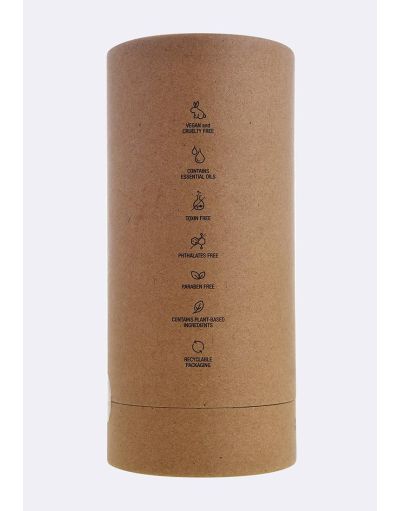 VEGAN and
CRUELTY FREE
CONTAINS
ESSENTIAL OILS
TOXIN FREE
PHTHALATES FREE
PARABEN FREE
CONTAINS PLANT-BASED
INGREDIENTS
RECYCLABLE
PACKAGING